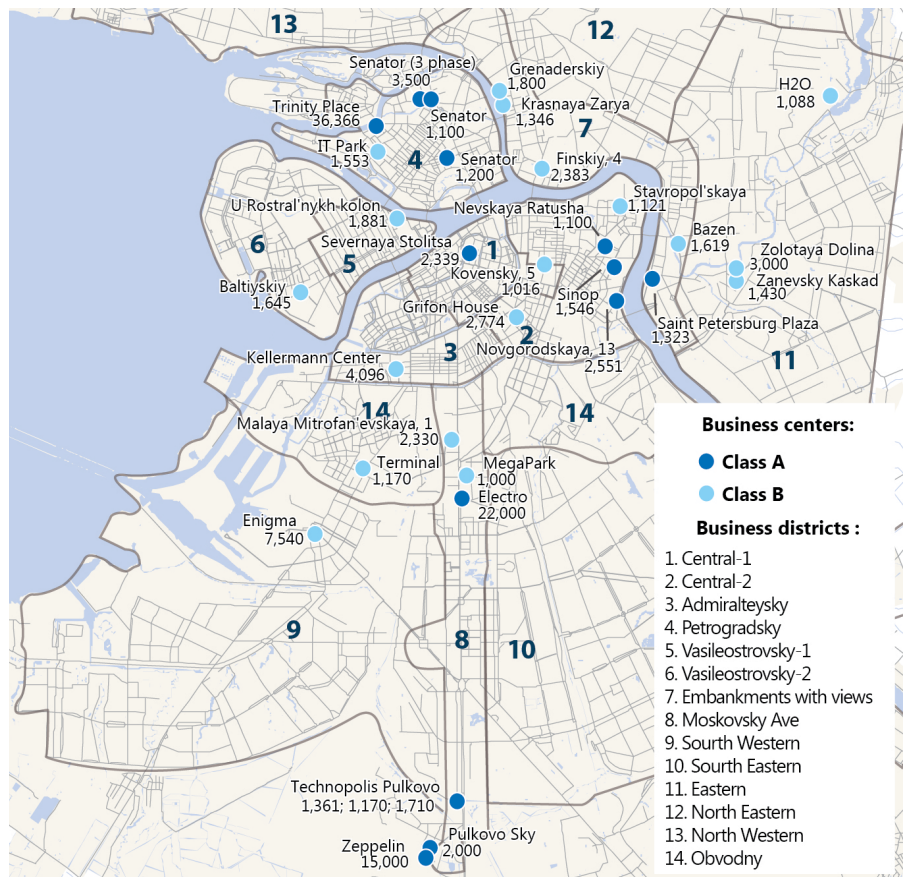 13
12
Senator (3 phase)
3,500
Grenaderskiy
1,800
H2O
1,088
Trinity Place
36,366
Senator
1,100
Krasnaya Zarya
1,346
7
IT Park
1,553
4
Senator
1,200
Finskiy, 4
2,383
Stavropol'skaya
1,121
U Rostral'nykh kolon
1,881
Nevskaya Ratusha
1,100
Bazen
1,619
6
5
Severnaya Stolitsa
2,339
1
Zolotaya Dolina
3,000
Kovensky, 5
1,016
Zanevsky Kaskad
1,430
Baltiyskiy
1,645
Sinop
1,546
Grifon House
2,774
2
Saint Petersburg Plaza
1,323
3
Novgorodskaya, 13
2,551
11
Kellermann Center
4,096
14
14
Malaya Mitrofan'evskaya, 1
2,330
Terminal
1,170
MegaPark
1,000
Electro
22,000
Enigma
7,540
9
8
10
Technopolis Pulkovo
1,361; 1,170; 1,710
Pulkovo Sky
2,000
Zeppelin
15,000
Business centers:
Class A
Class B
Business districts :
1. Central-1
2. Central-2
3. Admiralteysky
4. Petrogradsky
5. Vasileostrovsky-1
6. Vasileostrovsky-2
7. Embankments with views
8. Moskovsky Ave
9. Sourth Western
10. South Eastern
11. Eastern
12. North Eastern
13. North Western
14. Obvodny